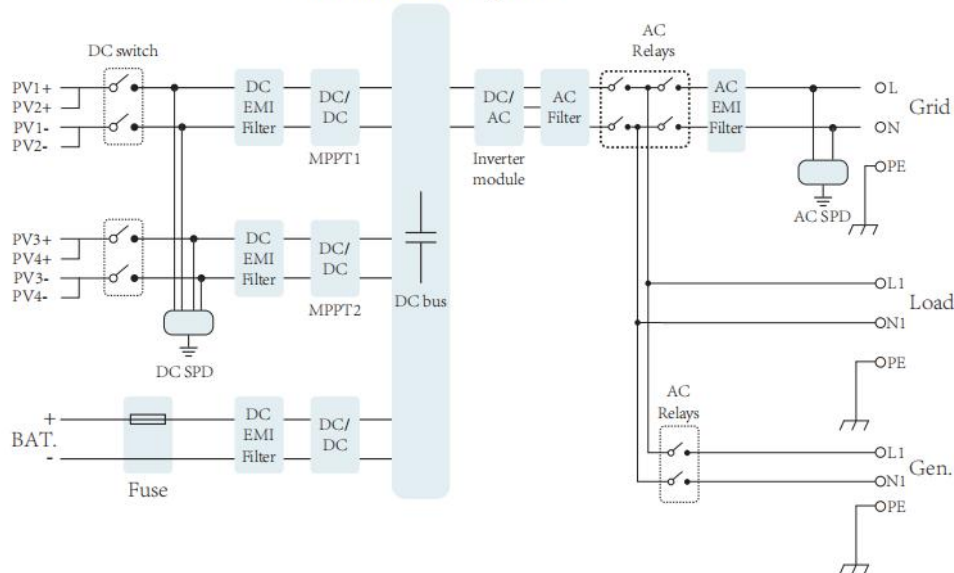 AC
Relays
DC switch
PV1+
PV2+
PV1-
PV2-
DC
EMI
Filter
DC/
DC
MPPT1
DC/
AC
Inverter
module
AC
Filter
AC
EMI
Filter
L
N
Grid
PE
AC SPD
PV3+
PV4+
PV3-
PV4-
DC
EMI
Filter
DC/
DC
MPPT2
DC bus
DC SPD
L1
N1
Load
PE
+
BAT.
-
Fuse
DC
EMI
Filter
DC/
DC
AC
Relays
L1
N1
Gen.
PE